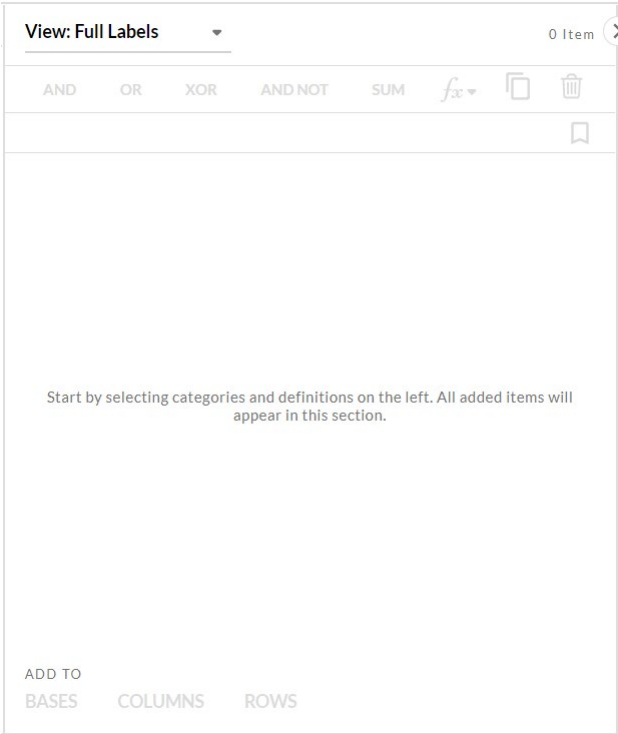 View: Full Labels
0 Item
AND OR XOR AND NOT SUM fx
Start by selecting categories and definitions on the left. All added items will
appear in this section.
ADD TO
BASES COLUMNS ROWS